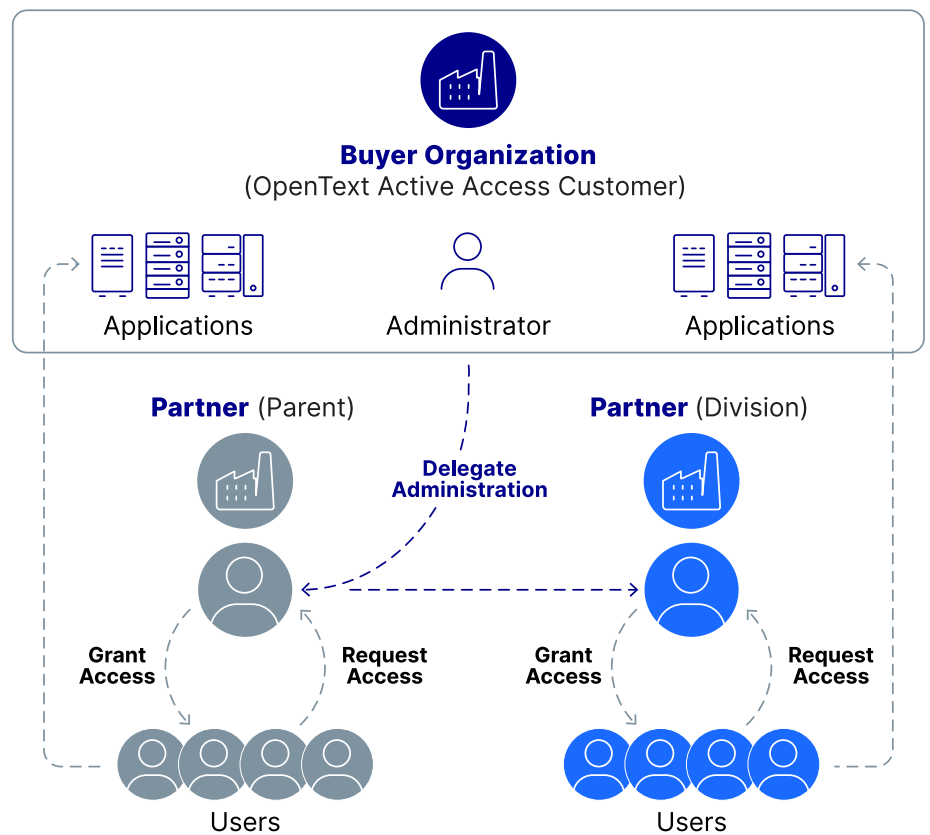 Buyer Organization
(OpenText Active Access Customer)
Applications
Administrator
Applications
Partner (Parent)
Partner (Division)
Delegate
Administration
Grant
Access
Request
Access
Grant
Access
Request
Access
Users
Users